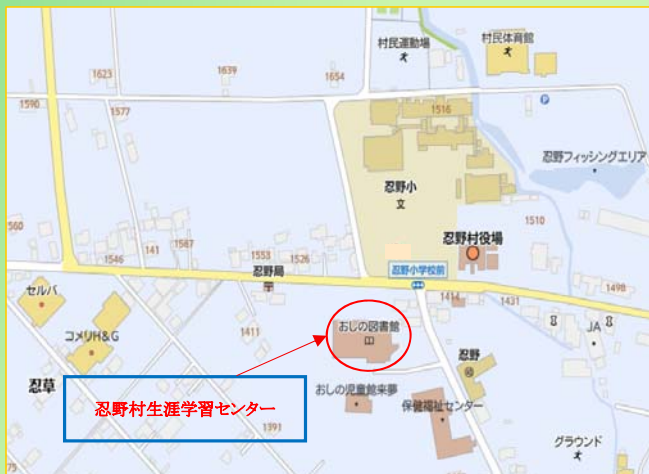 村民運動場
村民体育館
1623
1639
1654
1590
1577
1516
忍野フィッシングエリア
忍野小
文
1510
忍野村役場
560
1546
141
1587
1553
1526
忍野局
忍野小学校前
1498
1414
1431
セルバ
コメリH&G
1411
おしの図書館
JA
忍草
忍野
忍野村生涯学習センター
おしの児童館来夢
保健福祉センター
1391
75
グラウンド